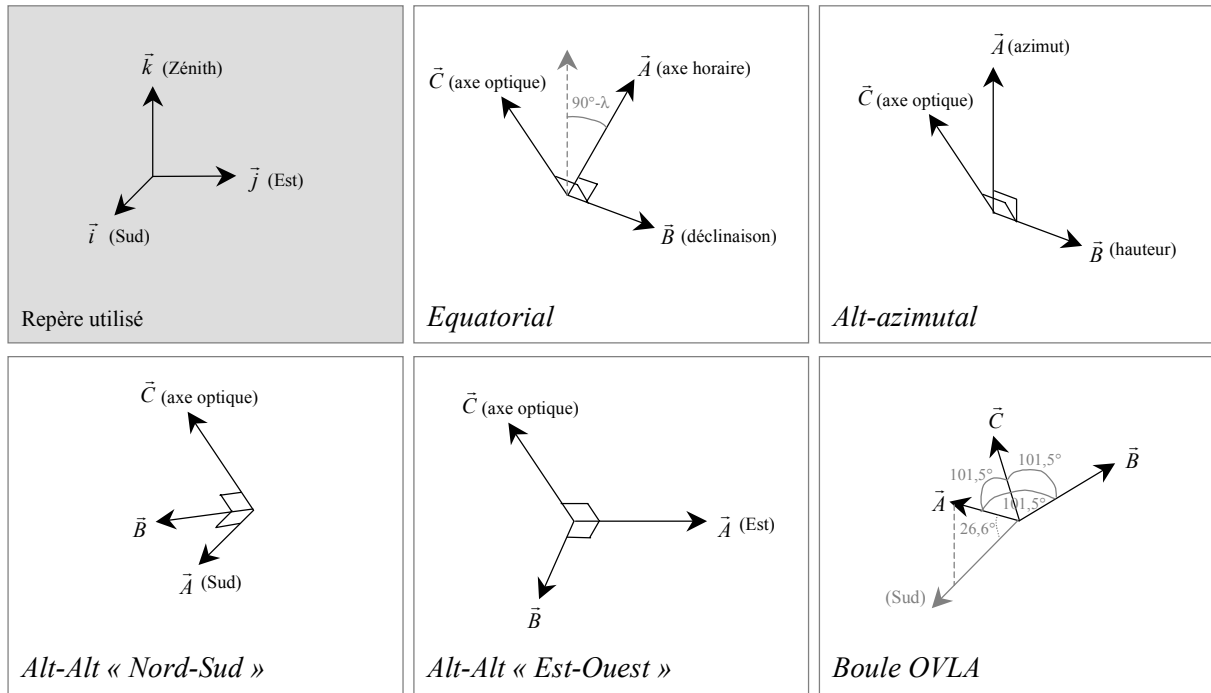 k⃗ (Zénith)
j⃗ (Est)
i⃗ (Sud)
Repère utilisé
A⃗ (axe horaire)
C⃗ (axe optique)
90°-λ
B⃗ (déclinaison)
Equatorial
A⃗ (azimut)
C⃗ (axe optique)
B⃗ (hauteur)
Alt-azimutal
C⃗ (axe optique)
B⃗
A⃗ (Sud)
Alt-Alt « Nord-Sud »
C⃗ (axe optique)
A⃗ (Est)
B⃗
Alt-Alt « Est-Ouest »
C⃗
101,5°
B⃗
101,5°
A⃗
101,5°
26,6°
(Sud)
Boule OVLA